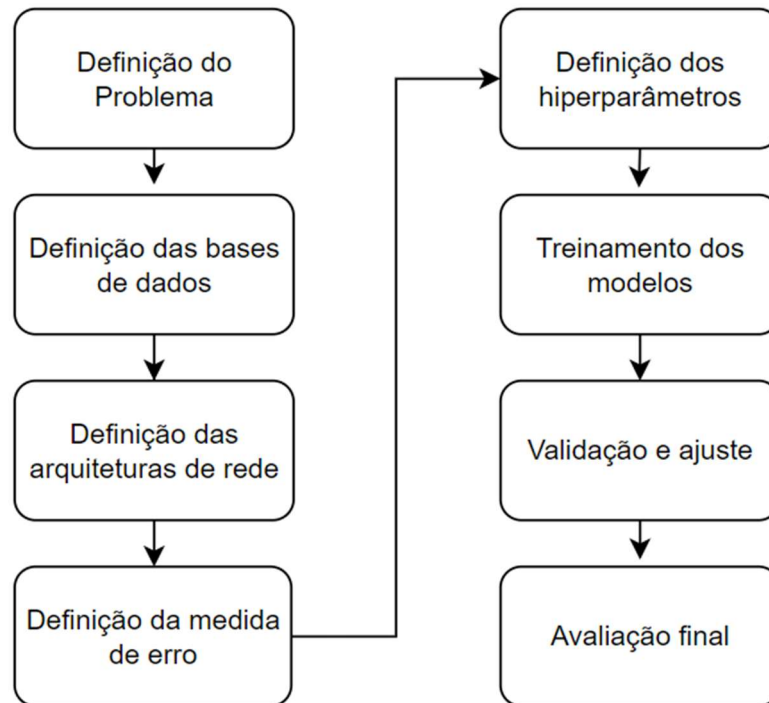 Definição do
Problema
Definição das bases
de dados
Definição das
arquiteturas de rede
Definição da medida
de erro
Definição dos
hiperparâmetros
Treinamento dos
modelos
Validação e ajuste
Avaliação final